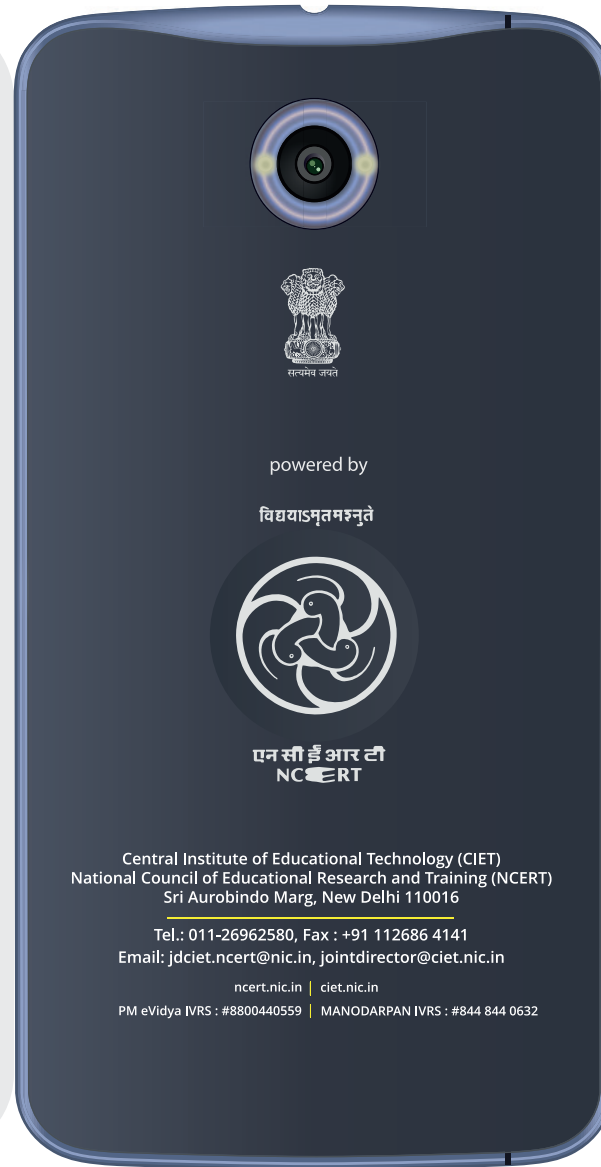 सत्यमेव जयते
powered by
विद्ययाऽमृतमश्नुते
एन सी ई आर टी
NCERT
Central Institute of Educational Technology (CIET)
National Council of Educational Research and Training (NCERT)
Sri Aurobindo Marg, New Delhi 110016
Tel.: 011-26962580, Fax : +91 112686 4141
Email: jdciet.ncert@nic.in, jointdirector@ciet.nic.in
ncert.nic.in | ciet.nic.in
PM eVidya IVRS : #8800440559 | MANODARPAN IVRS : #844 844 0632